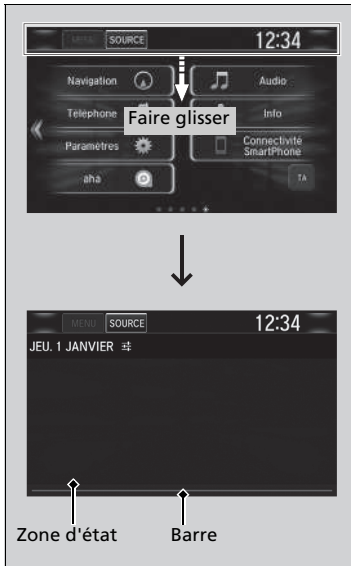 MENU SOURCE 12:34
Navigation Audio
Téléphone Info
Faire glisser
Paramètres Connectivité
SmartPhone
aha TA
MENU SOURCE 12:34
JEU. 1 JANVIER
Zone d'état Barre